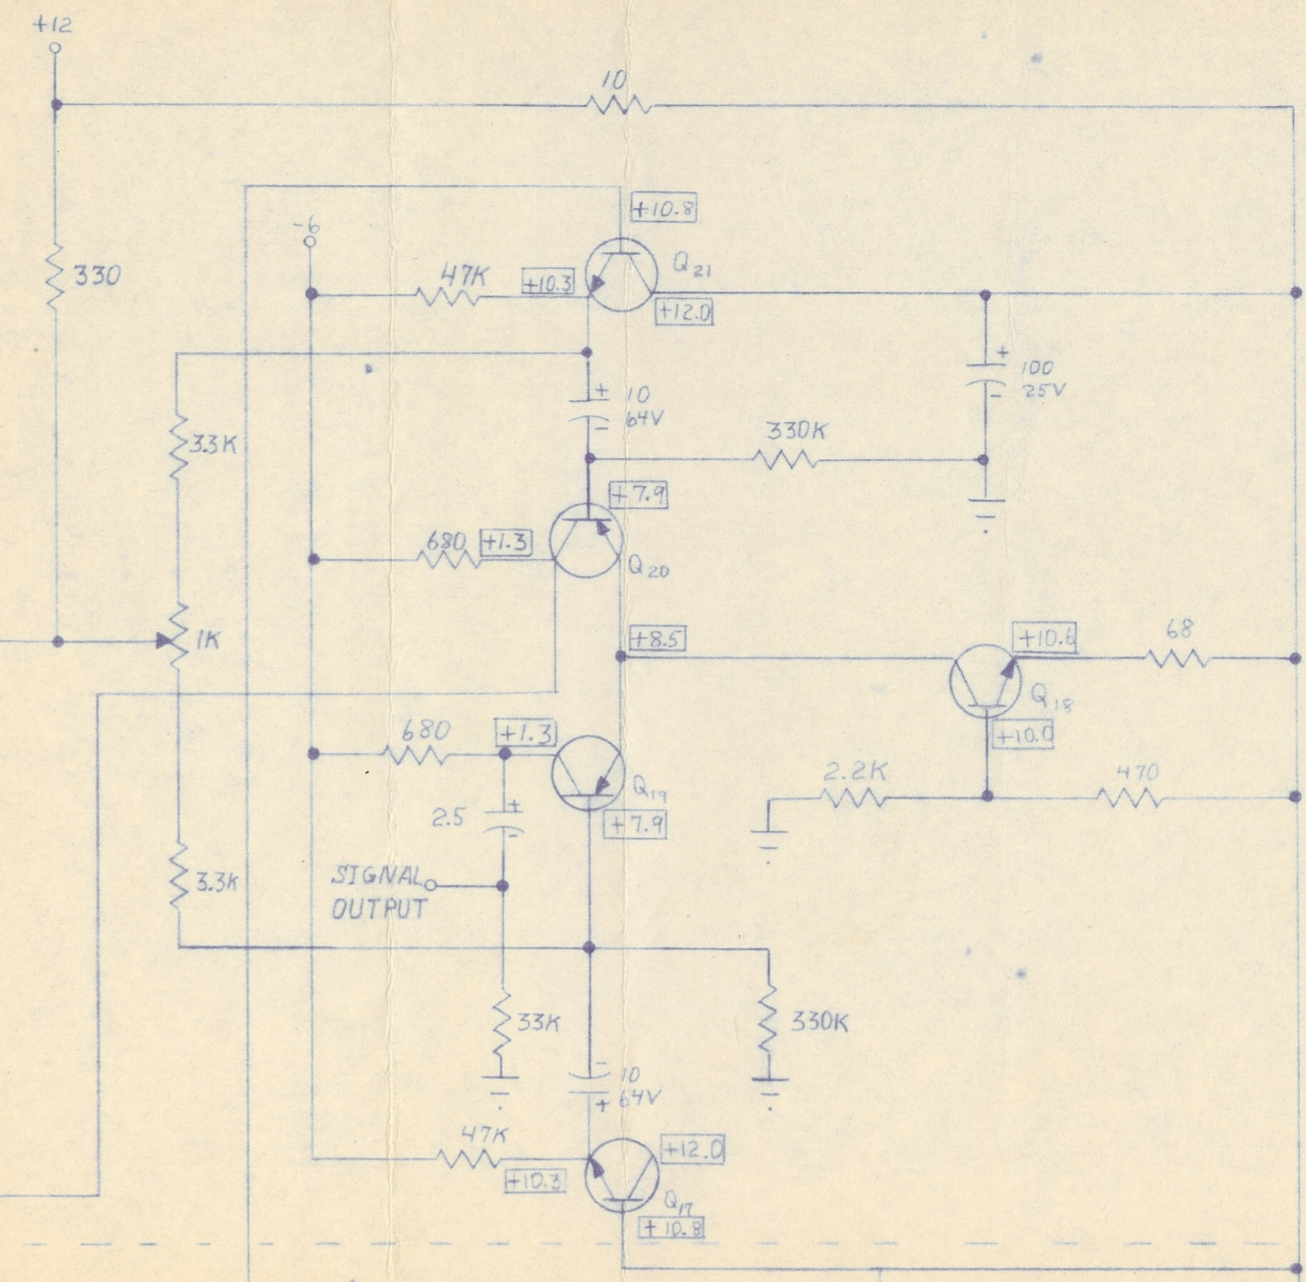 +12
10
+10.8
-6
Q21
330
47K
+10.3
+12.0
+
100
25V
-
+
10
64V
-
3.3K
330K
+7.9
680
+1.3
Q20
1K
+8.5
+10.6
68
Q18
+10.0
680
+1.3
2.2K
470
Q19
+7.9
2.5
+
-
SIGNAL
OUTPUT
3.3K
33K
330K
-
10
64V
+
47K
+12.0
+10.3
Q17
+10.8